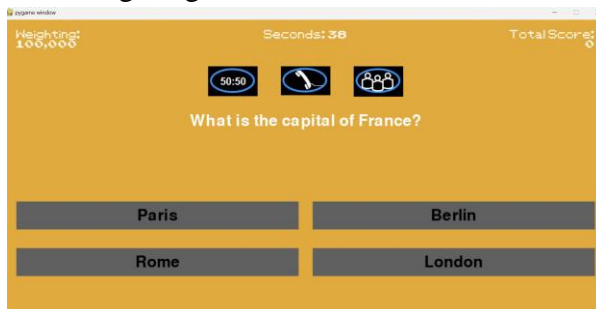 pygame window
Weighting:
100,000
Seconds: 38
Total Score:
0
50:50
What is the capital of France?
Paris
Berlin
Rome
London